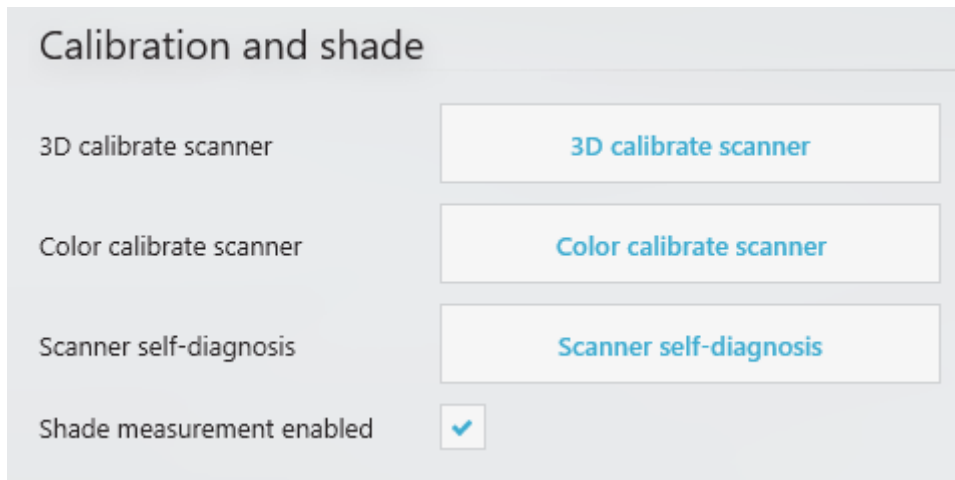 Calibration and shade
3D calibrate scanner 3D calibrate scanner
Color calibrate scanner Color calibrate scanner
Scanner self-diagnosis Scanner self-diagnosis
Shade measurement enabled